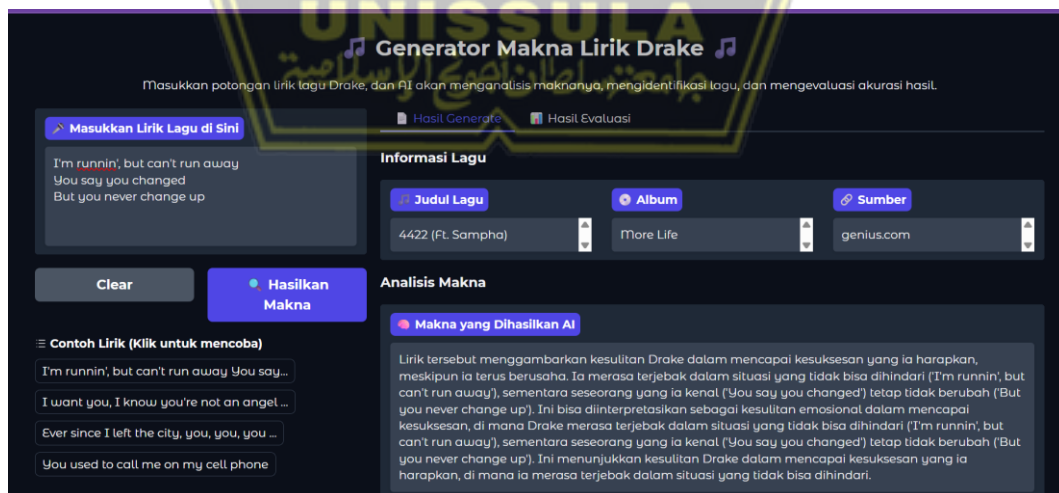 UNISSULA
جامعة سلطان أجونج الإسلامية
Generator Makna Lirik Drake
Masukkan potongan lirik lagu Drake, dan AI akan menganalisis maknanya, mengidentifikasi lagu, dan mengevaluasi akurasi hasil.
Masukkan Lirik Lagu di Sini
I'm runnin', but can't run away
You say you changed
But you never change up
Clear
Hasilkan
Makna
Contoh Lirik (Klik untuk mencoba)
I'm runnin', but can't run away You say...
I want you, I know you're not an angel ...
Ever since I left the city, you, you, you ...
You used to call me on my cell phone
Hasil Generate
Hasil Evaluasi
Informasi Lagu
Judul Lagu
Album
Sumber
4422 (Ft. Sampha)
More Life
genius.com
Analisis Makna
Makna yang Dihasilkan AI
Lirik tersebut menggambarkan kesulitan Drake dalam mencapai kesuksesan yang ia harapkan,
meskipun ia terus berusaha. Ia merasa terjebak dalam situasi yang tidak bisa dihindari ('I'm runnin', but
can't run away'), sementara seseorang yang ia kenal ('You say you changed') tetap tidak berubah ('But
you never change up'). Ini bisa diinterpretasikan sebagai kesulitan emosional dalam mencapai
kesuksesan, di mana Drake merasa terjebak dalam situasi yang tidak bisa dihindari ('I'm runnin', but
can't run away'), sementara seseorang yang ia kenal ('You say you changed') tetap tidak berubah ('But
you never change up'). Ini menunjukkan kesulitan Drake dalam mencapai kesuksesan yang ia
harapkan, di mana ia merasa terjebak dalam situasi yang tidak bisa dihindari.